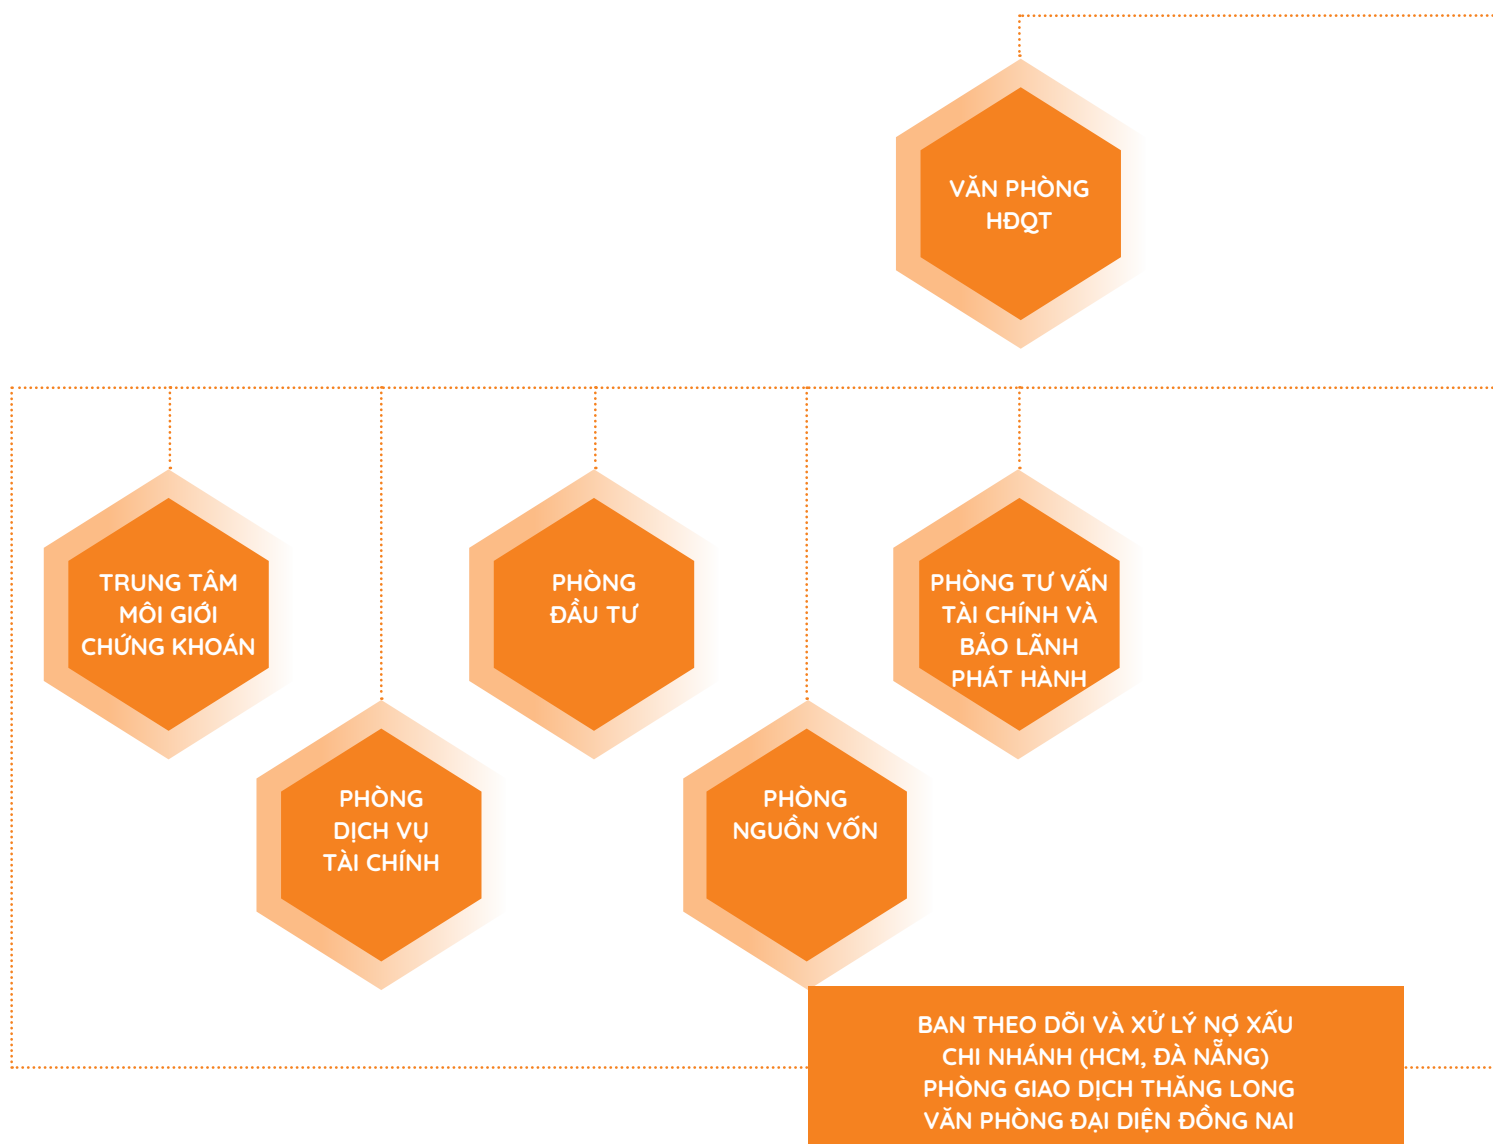 VĂN PHÒNG
HĐQT
TRUNG TÂM
MÔI GIỚI
CHỨNG KHOÁN
PHÒNG
ĐẦU TƯ
PHÒNG TƯ VẤN
TÀI CHÍNH VÀ
BẢO LÃNH
PHÁT HÀNH
PHÒNG
DỊCH VỤ
TÀI CHÍNH
PHÒNG
NGUỒN VỐN
BAN THEO DÕI VÀ XỬ LÝ NỢ XẤU
CHI NHÁNH (HCM, ĐÀ NẴNG)
PHÒNG GIAO DỊCH THĂNG LONG
VĂN PHÒNG ĐẠI DIỆN ĐỒNG NAI